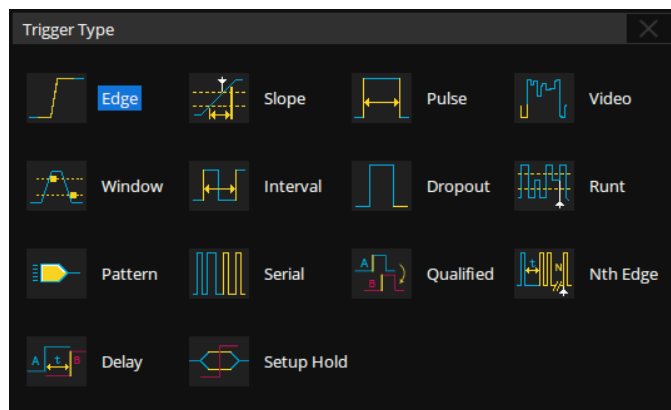 Trigger Type
Edge Slope Pulse Video
Window Interval Dropout Runt
N
Pattern Serial A B Qualified t N Nth Edge
A t B Delay Setup Hold